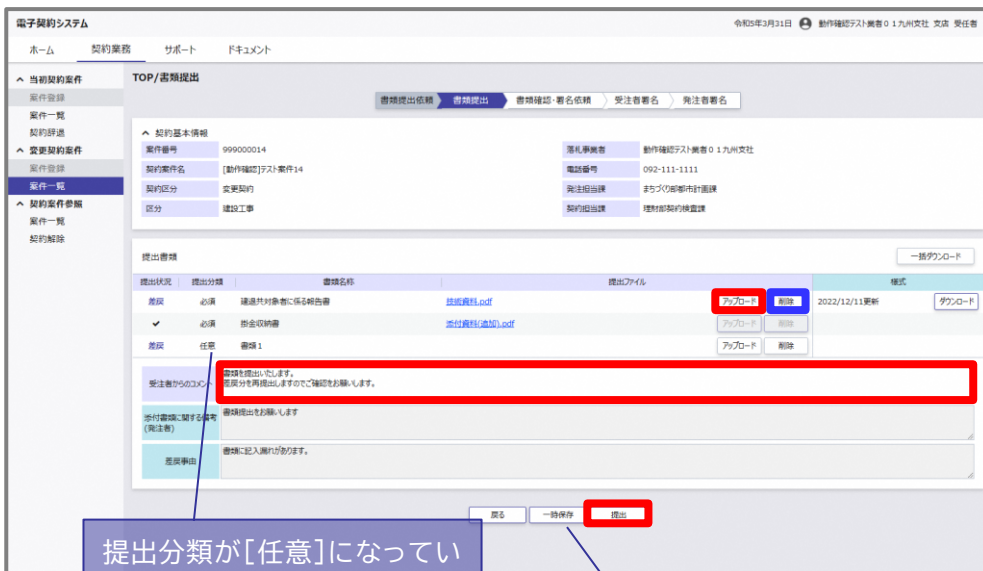 電子契約システム
令和5年3月31日 動作確認テスト業者01九州支社 支店 受任者
ホーム 契約業務 サポート ドキュメント
当初契約案件
案件登録
案件一覧
契約辞退
変更契約案件
案件登録
案件一覧
契約案件参照
案件一覧
契約解除
TOP/書類提出
書類提出依頼 書類提出 書類確認・署名依頼 受注者署名 発注者署名
契約基本情報
案件番号 999000014 落札事業者 動作確認テスト業者01九州支社
契約案件名 [動作確認]テスト案件14 電話番号 092-111-1111
契約区分 変更契約 発注担当課 まちづくり部都市計画課
区分 建設工事 契約担当課 理財部契約検査課
提出書類 一括ダウンロード
提出状況 提出分類 書類名称 提出ファイル 様式
差戻 必須 建退共対象者に係る報告書 技術資料.pdf アップロード 削除 2022/12/11更新 ダウンロード
✔ 必須 掛金収納書 添付資料(追加).pdf アップロード 削除
差戻 任意 書類1 アップロード 削除
受注者からのコメント 書類を提出いたします。
差戻分を再提出しますのでご確認をお願いします。
添付書類に関する備考
(発注者)
書類提出をお願いします
差戻事由 書類に記入漏れがあります。
戻る 一時保存 提出
提出分類が[任意]になってい